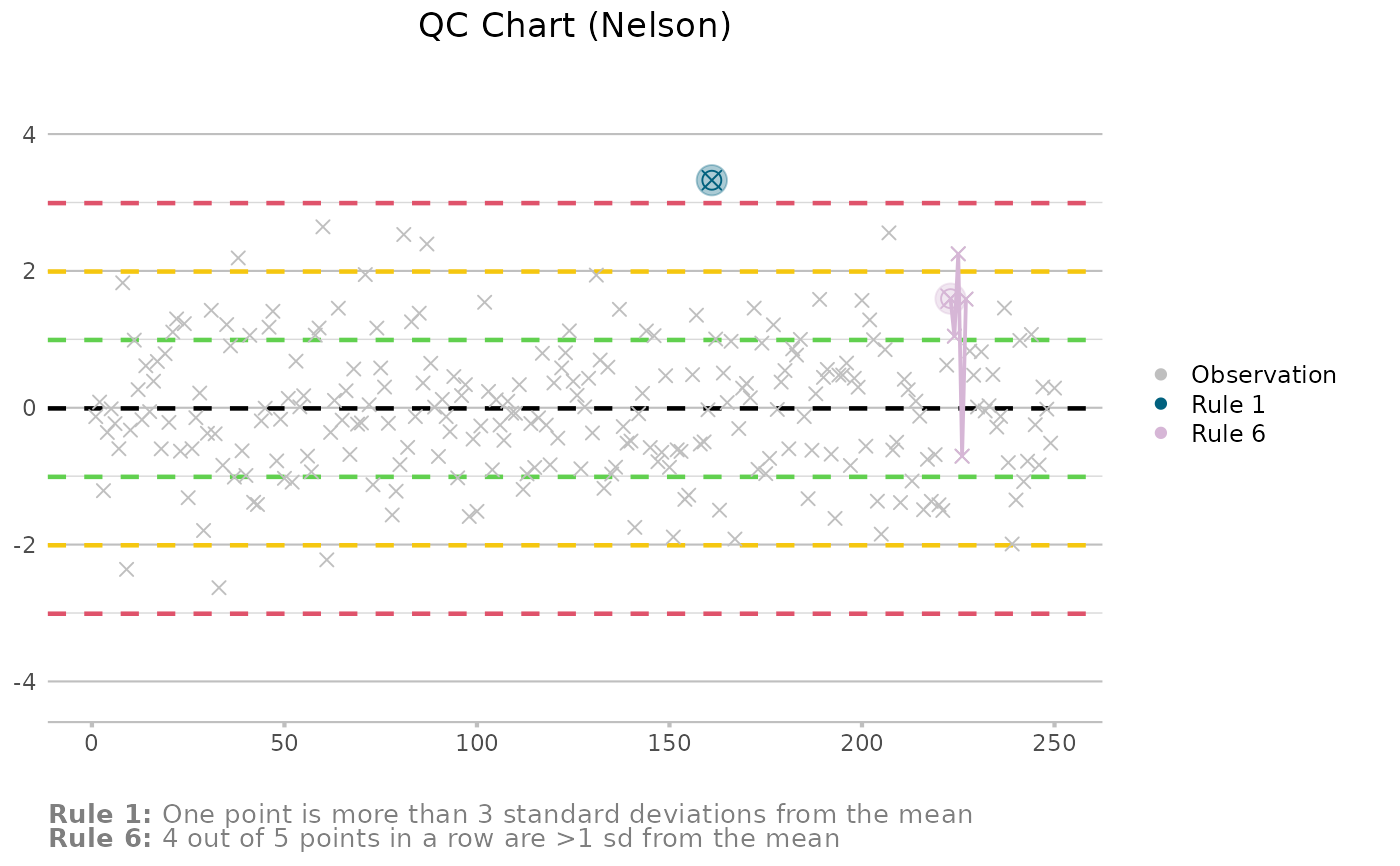 QC Chart (Nelson)
4
2
0
-2
-4
0 50 100 150 200 250
Observation
Rule 1
Rule 6
Rule 1: One point is more than 3 standard deviations from the mean
Rule 6: 4 out of 5 points in a row are >1 sd from the mean